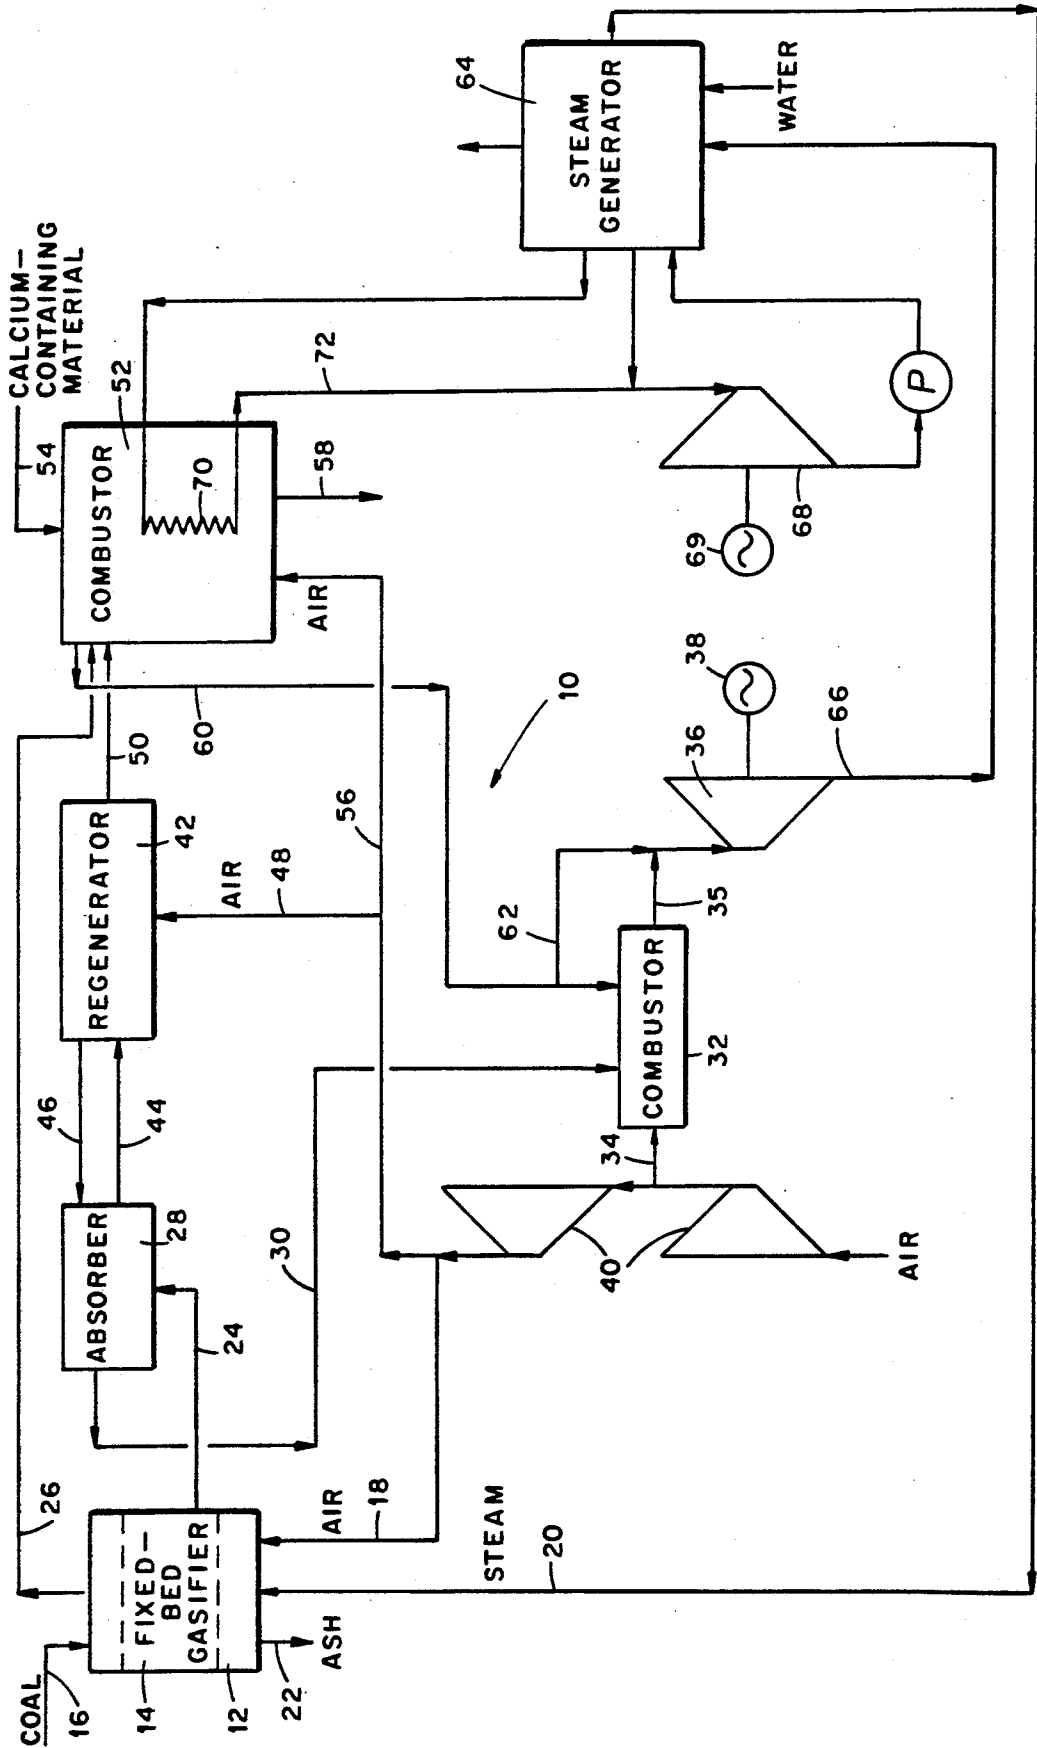 COAL
16
14
12
FIXED-
BED
GASIFIER
22
ASH
26
AIR
18
STEAM
20
24
ABSORBER
28
30
46
44
REGENERATOR
42
AIR
48
50
56
60
CALCIUM-
CONTAINING
MATERIAL
54
COMBUSTOR
52
70
58
AIR
72
10
62
34
COMBUSTOR
32
35
40
AIR
36
38
66
69
68
P
64
STEAM
GENERATOR
WATER